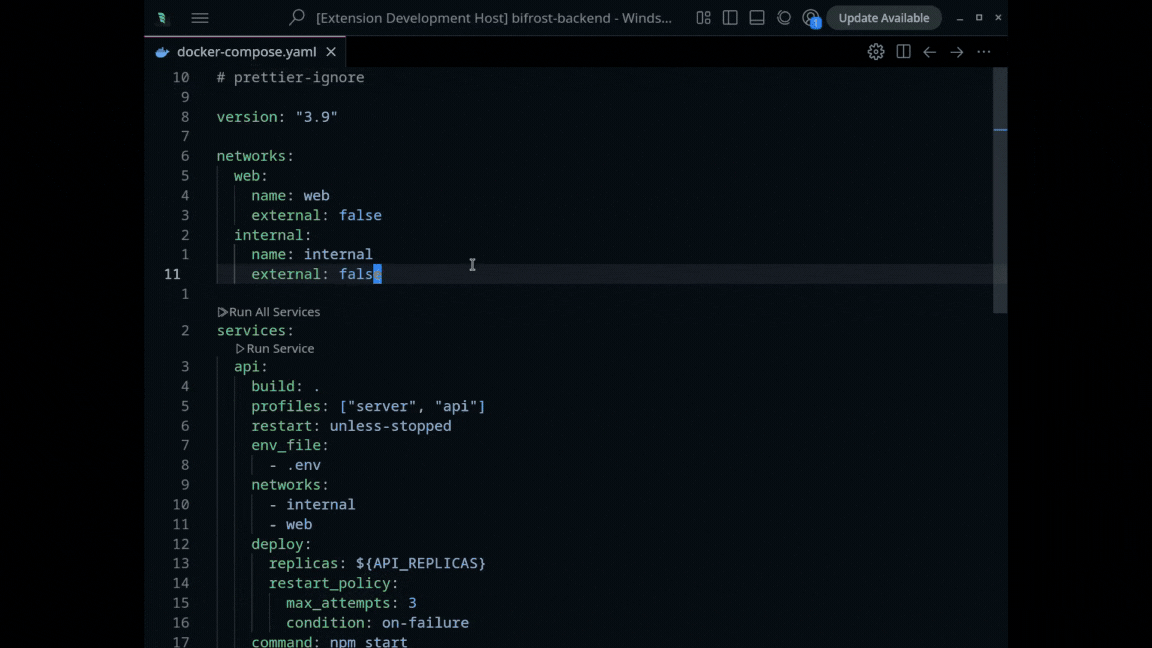 [Extension Development Host] bifrost-backend - Winds...
1
Update Available
docker-compose.yaml
10 # prettier-ignore
9
8 version: "3.9"
7
6 networks:
5 web:
4 name: web
3 external: false
2 internal:
1 name: internal
11 external: false
1
Run All Services
2 services:
Run Service
3 api:
4 build: .
5 profiles: ["server", "api"]
6 restart: unless-stopped
7 env_file:
8 - .env
9 networks:
10 - internal
11 - web
12 deploy:
13 replicas: ${API_REPLICAS}
14 restart_policy:
15 max_attempts: 3
16 condition: on-failure
17 command: npm start